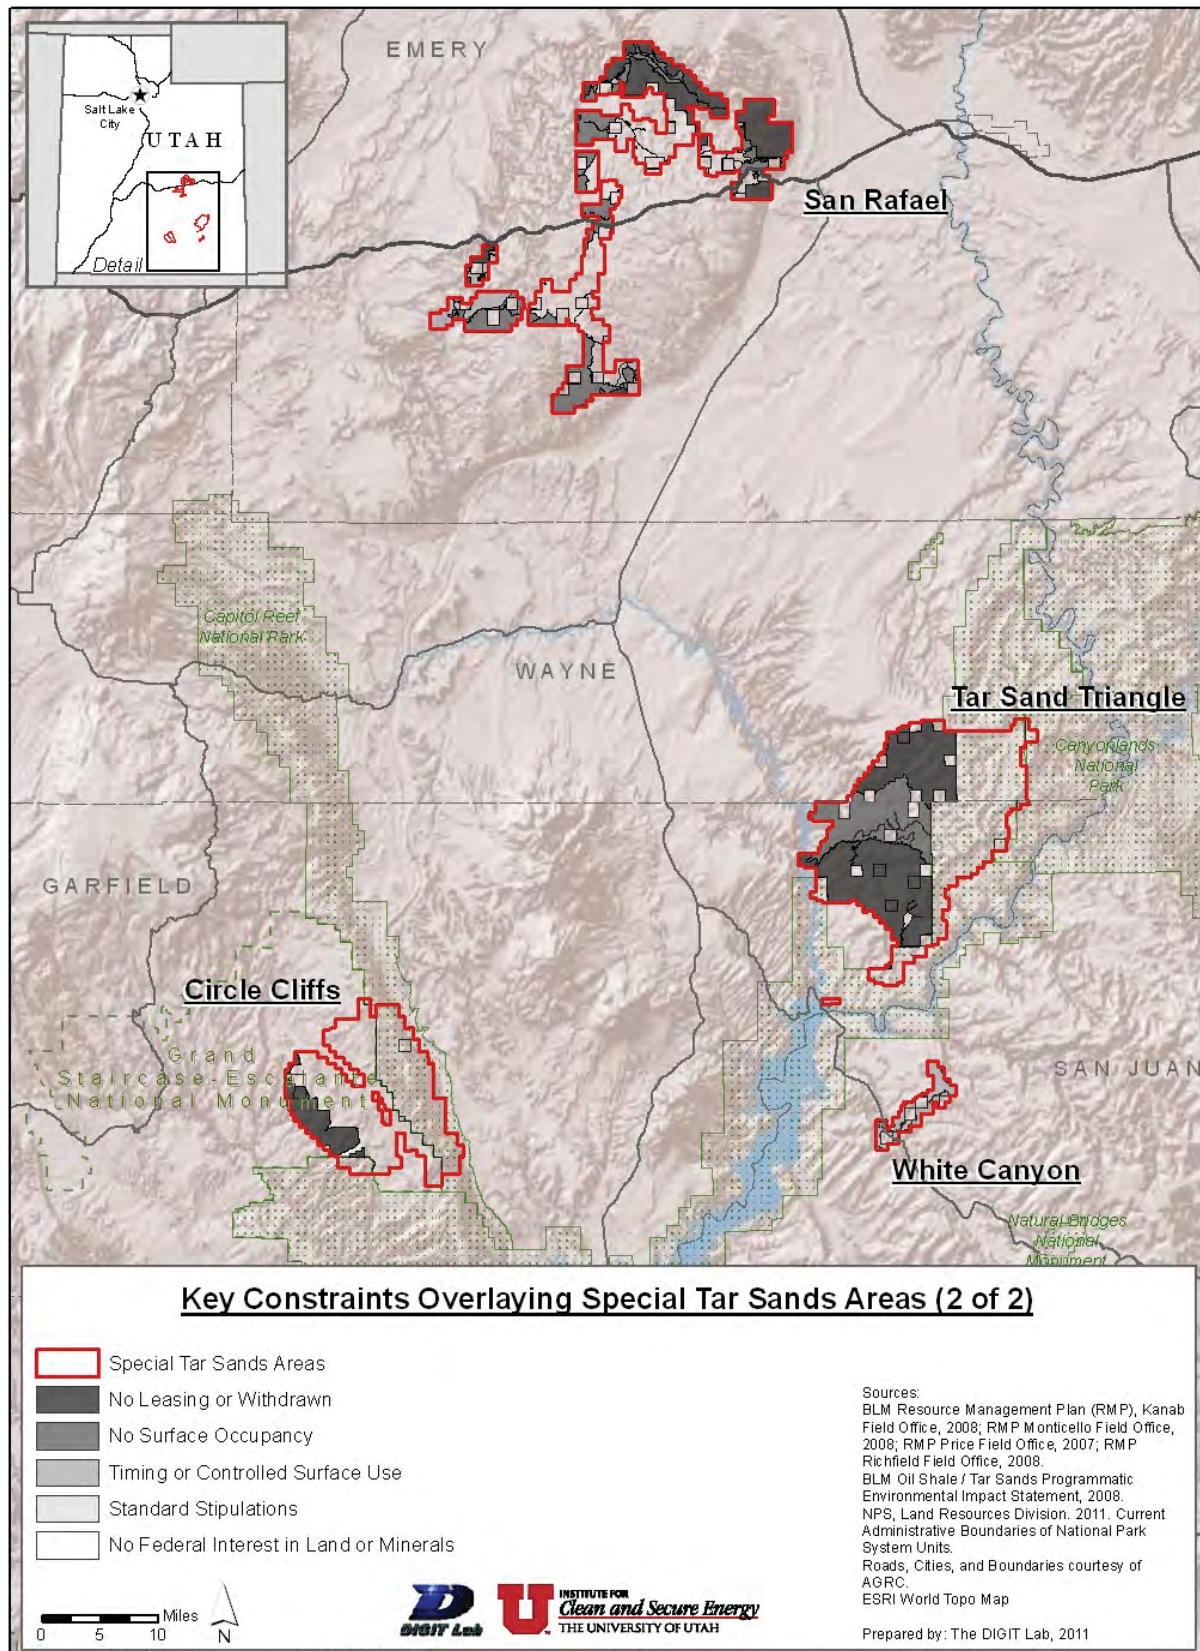 EMERY
Salt Lake
City
UTAH
Detail
San Rafael
Capitol Reef
National Park
WAYNE
Tar Sand Triangle
Canyonlands
National
Park
GARFIELD
Circle Cliffs
Grand
Staircase-Escalante
National Monument
SAN JUAN
White Canyon
Natural Bridges
National
Monument
Key Constraints Overlaying Special Tar Sands Areas (2 of 2)
Special Tar Sands Areas
No Leasing or Withdrawn
No Surface Occupancy
Timing or Controlled Surface Use
Standard Stipulations
No Federal Interest in Land or Minerals
Miles
0 5 10
N
DIGIT Lab
U
INSTITUTE FOR
Clean and Secure Energy
THE UNIVERSITY OF UTAH
Sources:
BLM Resource Management Plan (RMP), Kanab
Field Office, 2008; RMP Monticello Field Office,
2008; RMP Price Field Office, 2007; RMP
Richfield Field Office, 2008.
BLM Oil Shale / Tar Sands Programmatic
Environmental Impact Statement, 2008.
NPS, Land Resources Division. 2011. Current
Administrative Boundaries of National Park
System Units.
Roads, Cities, and Boundaries courtesy of
AGRC.
ESRI World Topo Map
Prepared by: The DIGIT Lab, 2011